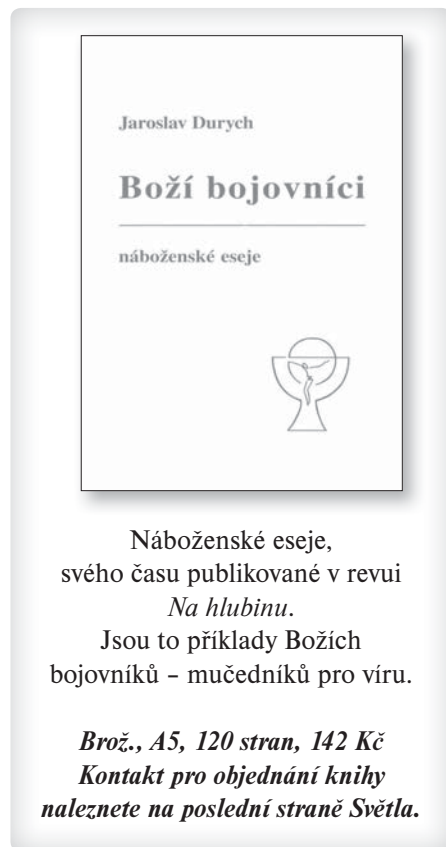 Jaroslav Durych
Boží bojovníci
náboženské eseje
Náboženské eseje,
svého času publikované v revui
Na hlubinu.
Jsou to příklady Božích
bojovníků – mučedníků pro víru.
Brož., A5, 120 stran, 142 Kč
Kontakt pro objednání knihy
naleznete na poslední straně Světla.